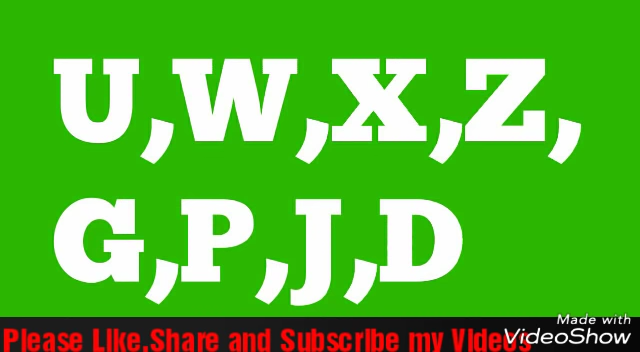 U,W,X,Z,
G,P,J,D
Made with
Please Like.Share and Subscribe my Videos
VideoShow